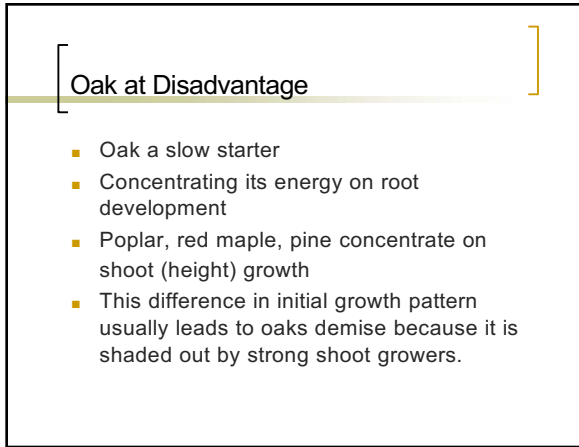 Oak at Disadvantage
■ Oak a slow starter
■ Concentrating its energy on root
development
■ Poplar, red maple, pine concentrate on
shoot (height) growth
■ This difference in initial growth pattern
usually leads to oaks demise because it is
shaded out by strong shoot growers.